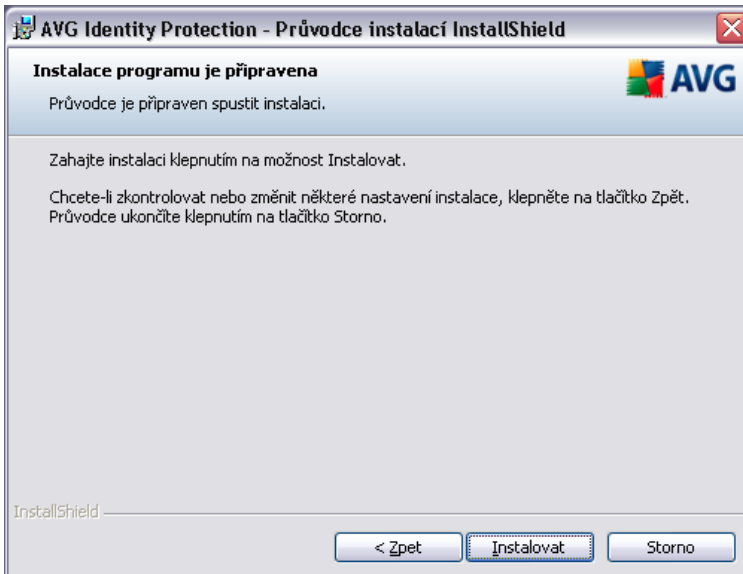 AVG Identity Protection - Průvodce instalací InstallShield
Instalace programu je připravena
AVG
Průvodce je připraven spustit instalaci.
Zahajte instalaci klepnutím na možnost Instalovat.
Chcete-li zkontrolovat nebo změnit některé nastavení instalace, klepněte na tlačítko Zpět.
Průvodce ukončíte klepnutím na tlačítko Storno.
InstallShield
< Zpet
Instalovat
Storno